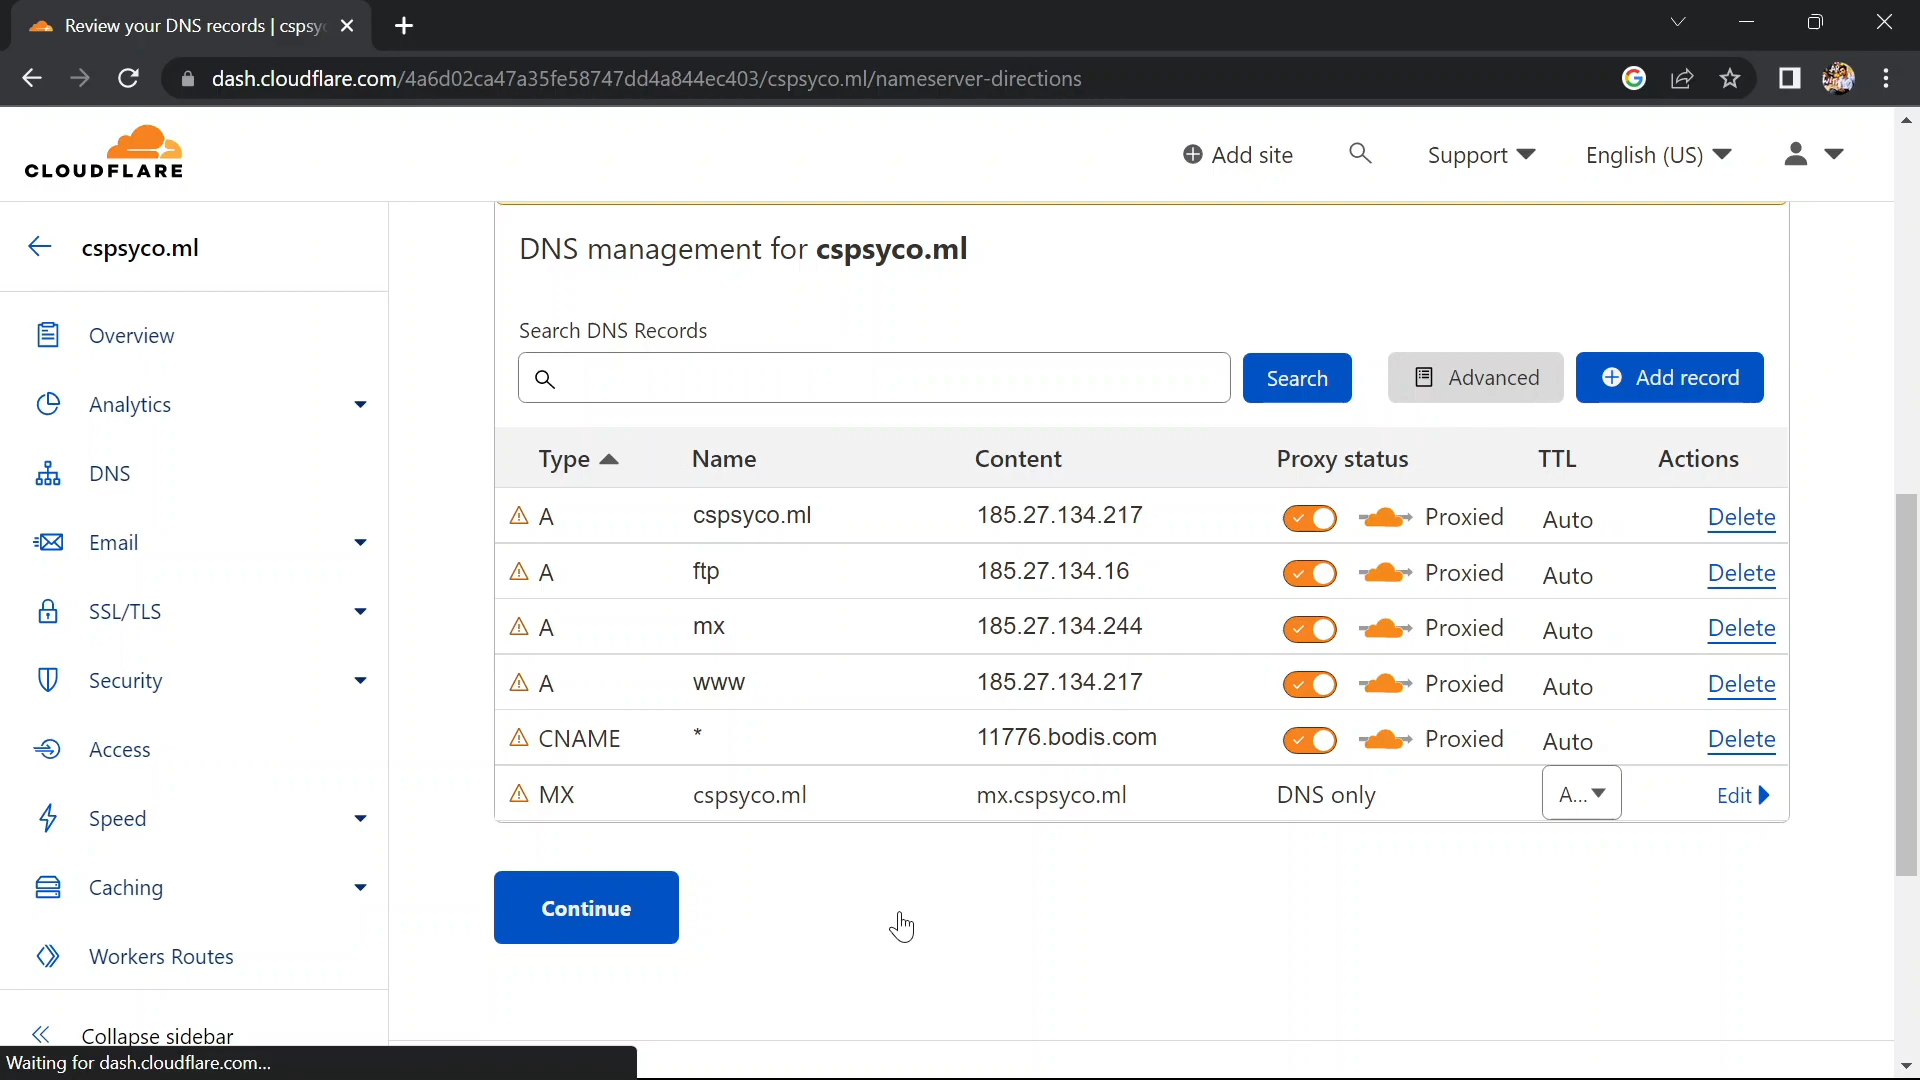 Review your DNS records | cspsy
dash.cloudflare.com/4a6d02ca47a35fe58747dd4a844ec403/cspsyco.ml/nameserver-directions
CLOUDFLARE
Add site
Support
English (US)
cspsyco.ml
Overview
Analytics
DNS
Email
SSL/TLS
Security
Access
Speed
Caching
Workers Routes
Collapse sidebar
DNS management for cspsyco.ml
Search DNS Records
Search
Advanced
Add record
Type Name Content Proxy status TTL Actions
A cspsyco.ml 185.27.134.217 Proxied Auto Delete
A ftp 185.27.134.16 Proxied Auto Delete
A mx 185.27.134.244 Proxied Auto Delete
A www 185.27.134.217 Proxied Auto Delete
CNAME * 11776.bodis.com Proxied Auto Delete
MX cspsyco.ml mx.cspsyco.ml DNS only A... Edit
Continue
Waiting for dash.cloudflare.com...